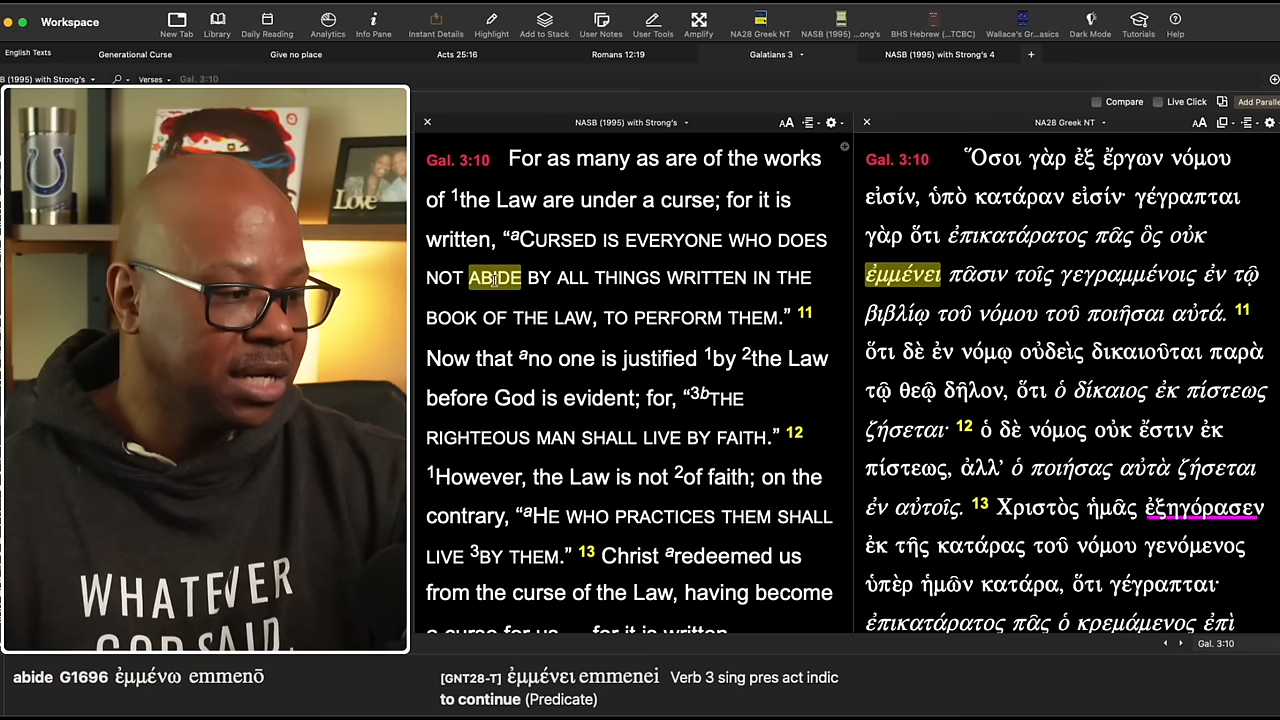 Workspace
New Tab
Library
Daily Reading
Analytics
Info Pane
Instant Details
Highlight
Add to Stack
User Notes
User Tools
Amplify
NA28 Greek NT
NASB (1995) ...ong's
BHS Hebrew (...TCBC)
Wallace's Gr...asics
Dark Mode
Tutorials
Help
English Texts
Generational Curse
Give no place
Acts 25:16
Romans 12:19
Galatians 3
NASB (1995) with Strong's 4
+
B (1995) with Strong's
Verses
Gal. 3:10
Compare
Live Click
Add Paralle
NASB (1995) with Strong's
AA
Gal. 3:10 For as many as are of the works
of 1the Law are under a curse; for it is
written, “aCURSED IS EVERYONE WHO DOES
NOT ABIDE BY ALL THINGS WRITTEN IN THE
BOOK OF THE LAW, TO PERFORM THEM.” 11
Now that ano one is justified 1by 2the Law
before God is evident; for, “3bTHE
RIGHTEOUS MAN SHALL LIVE BY FAITH.” 12
1However, the Law is not 2of faith; on the
contrary, “aHE WHO PRACTICES THEM SHALL
LIVE 3BY THEM.” 13 Christ aredeemed us
from the curse of the Law, having become
NA28 Greek NT
AA
Gal. 3:10 Ὅσοι γὰρ ἐξ ἔργων νόμου
εἰσίν, ὑπὸ κατάραν εἰσίν· γέγραπται
γὰρ ὅτι ἐπικατάρατος πᾶς ὃς οὐκ
ἐμμένει πᾶσιν τοῖς γεγραμμένοις ἐν τῷ
βιβλίῳ τοῦ νόμου τοῦ ποιῆσαι αὐτά. 11
ὅτι δὲ ἐν νόμῳ οὐδεὶς δικαιοῦται παρὰ
τῷ θεῷ δῆλον, ὅτι ὁ δίκαιος ἐκ πίστεως
ζήσεται· 12 ὁ δὲ νόμος οὐκ ἔστιν ἐκ
πίστεως, ἀλλ’ ὁ ποιήσας αὐτὰ ζήσεται
ἐν αὐτοῖς. 13 Χριστὸς ἡμᾶς ἐξηγόρασεν
ἐκ τῆς κατάρας τοῦ νόμου γενόμενος
ὑπὲρ ἡμῶν κατάρα, ὅτι γέγραπται·
ἐπικατάρατος πᾶς ὁ κρεμάμενος ἐπὶ
Gal. 3:10
Love
WHATEVER
GOD SAID.
abide G1696 ἐμμένω emmenō
[GNT28-T] ἐμμένει emmenei Verb 3 sing pres act indic
to continue (Predicate)